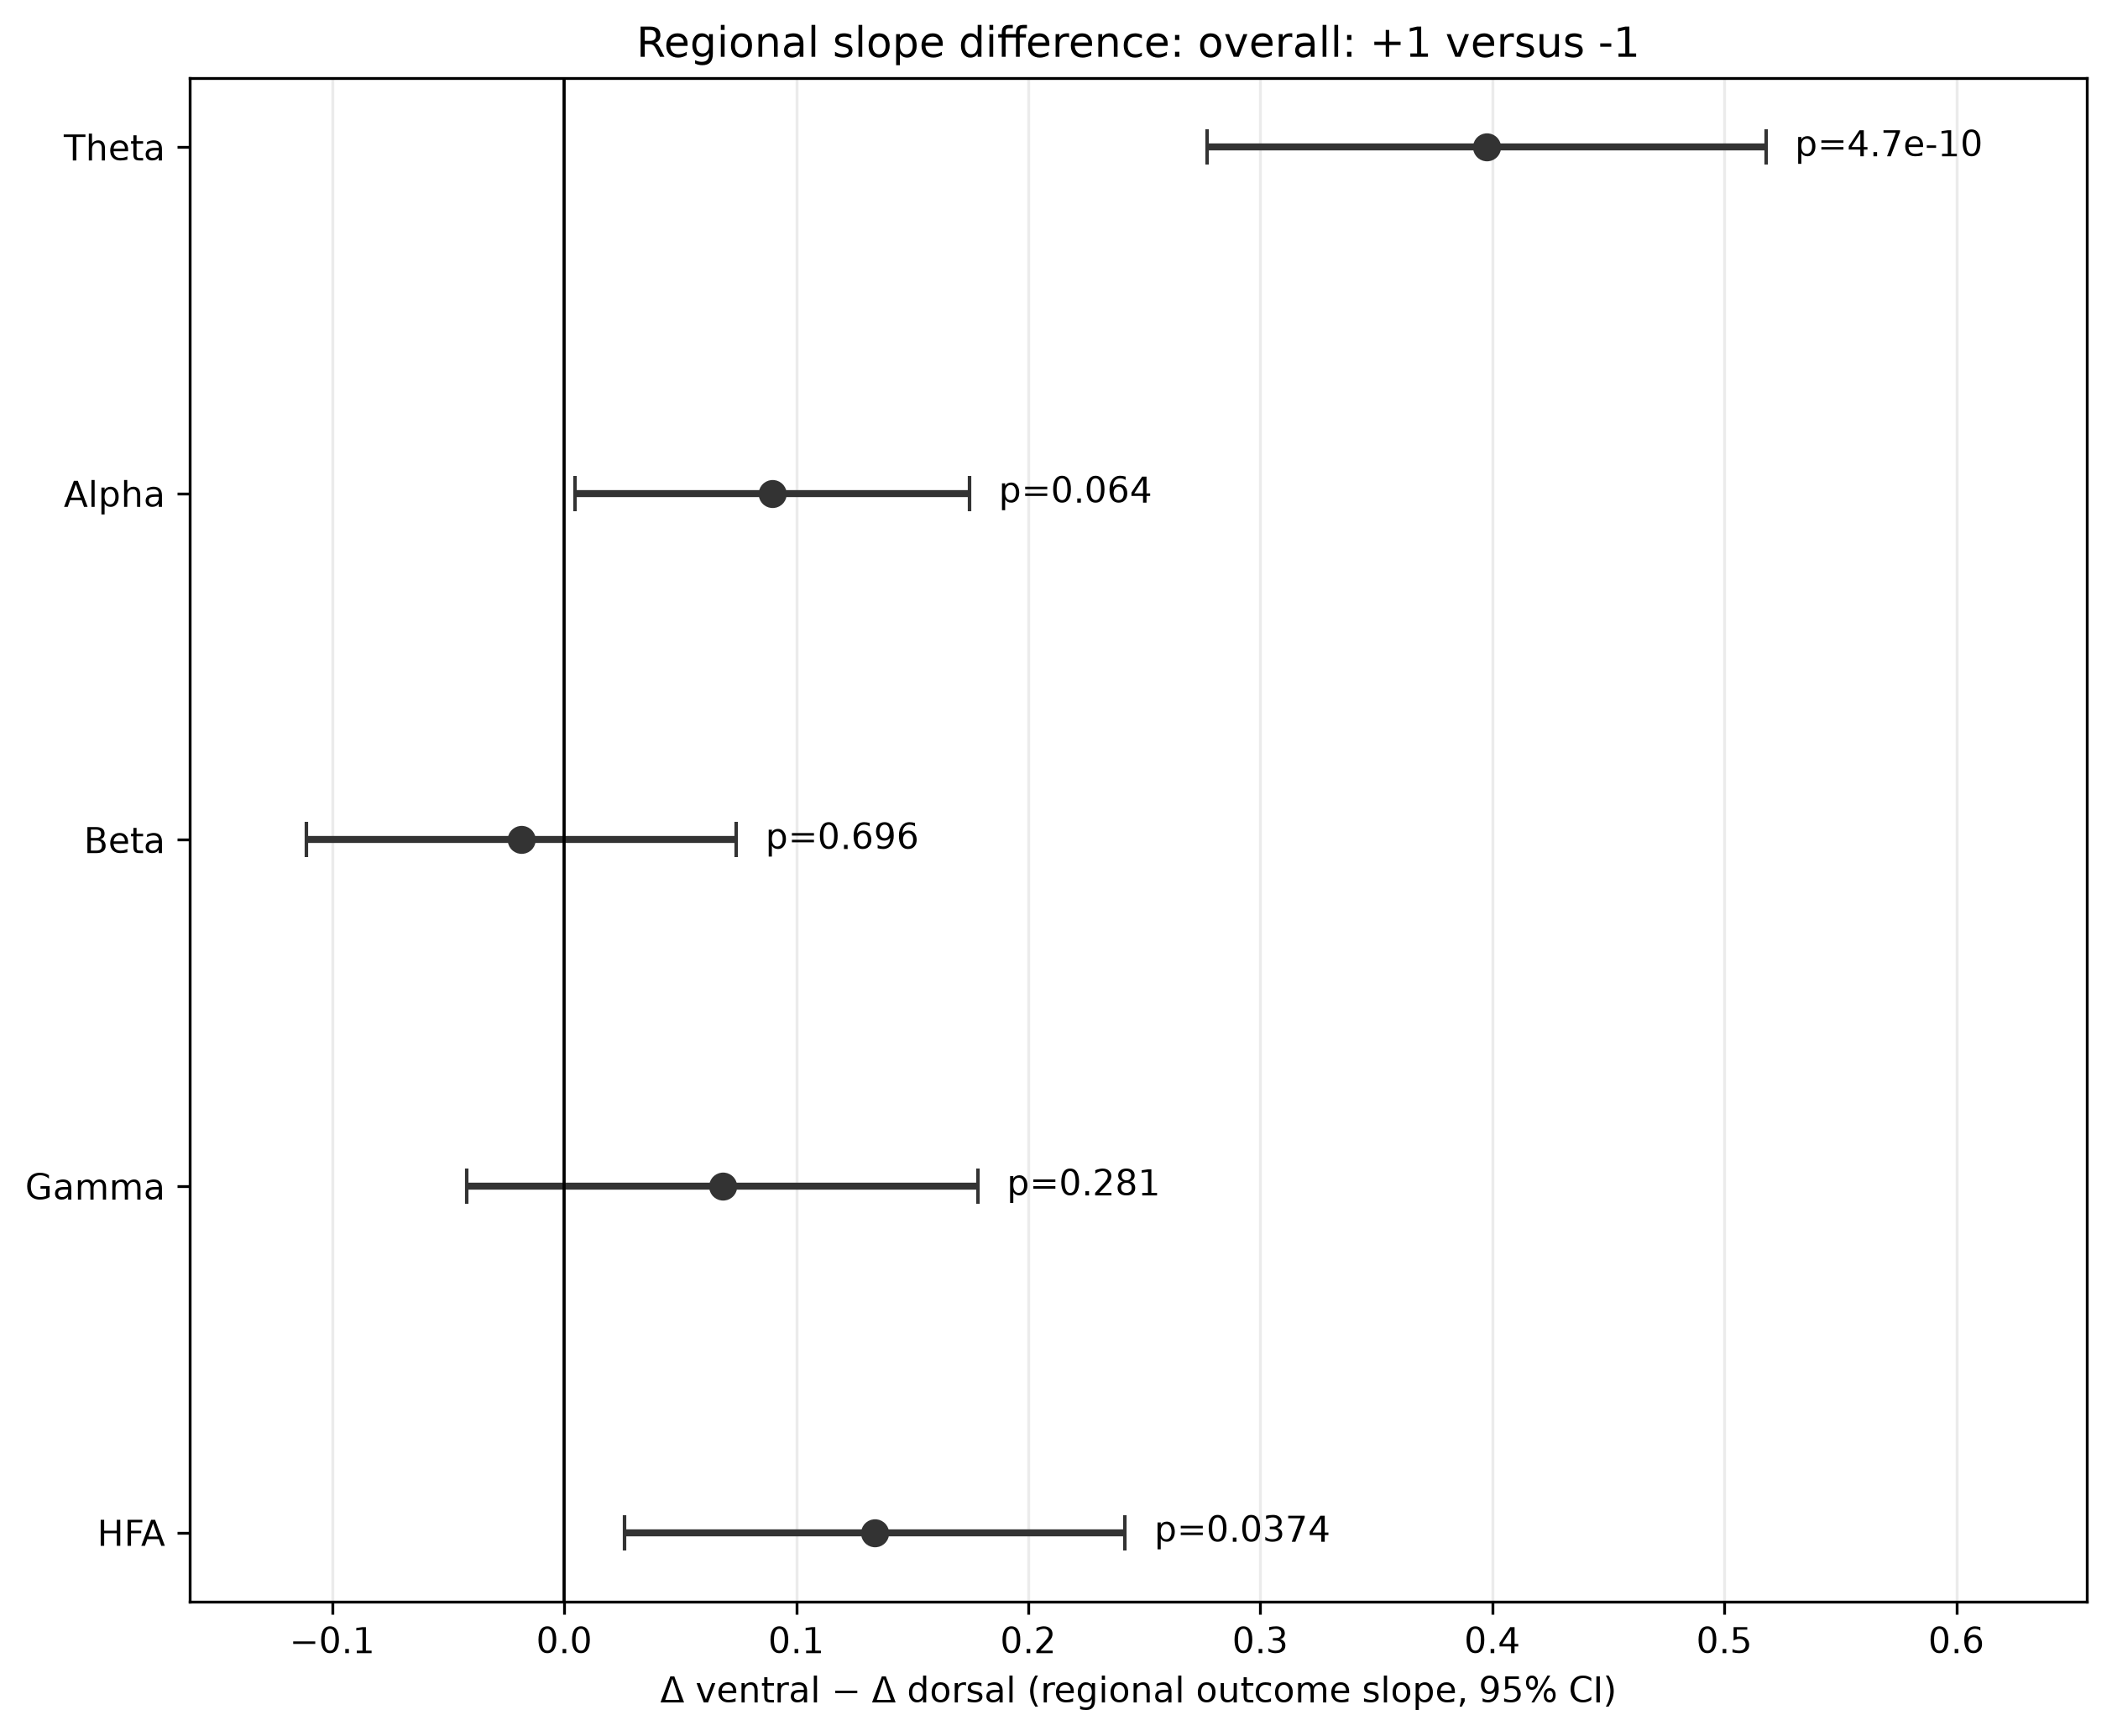 Regional slope difference: overall: +1 versus -1
Theta
p=4.7e-10
Alpha
p=0.064
Beta
p=0.696
Gamma
p=0.281
HFA
p=0.0374
−0.1 0.0 0.1 0.2 0.3 0.4 0.5 0.6
Δ ventral − Δ dorsal (regional outcome slope, 95% CI)